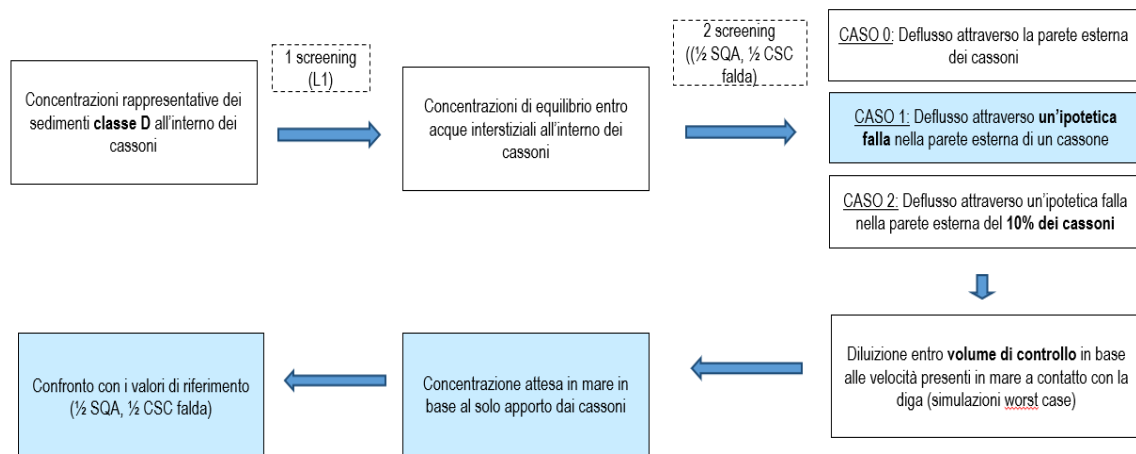 Concentrazioni rappresentative dei
sedimenti classe D all'interno dei
cassoni
1 screening
(L1)
Concentrazioni di equilibrio entro
acque interstiziali all'interno dei
cassoni
2 screening
((½ SQA, ½ CSC
falda)
CASO 0: Deflusso attraverso la parete esterna
dei cassoni
CASO 1: Deflusso attraverso un'ipotetica
falla nella parete esterna di un cassone
CASO 2: Deflusso attraverso un'ipotetica falla
nella parete esterna del 10% dei cassoni
Diluizione entro volume di controllo in base
alle velocità presenti in mare a contatto con la
diga (simulazioni worst case)
Concentrazione attesa in mare in
base al solo apporto dai cassoni
Confronto con i valori di riferimento
(½ SQA, ½ CSC falda)